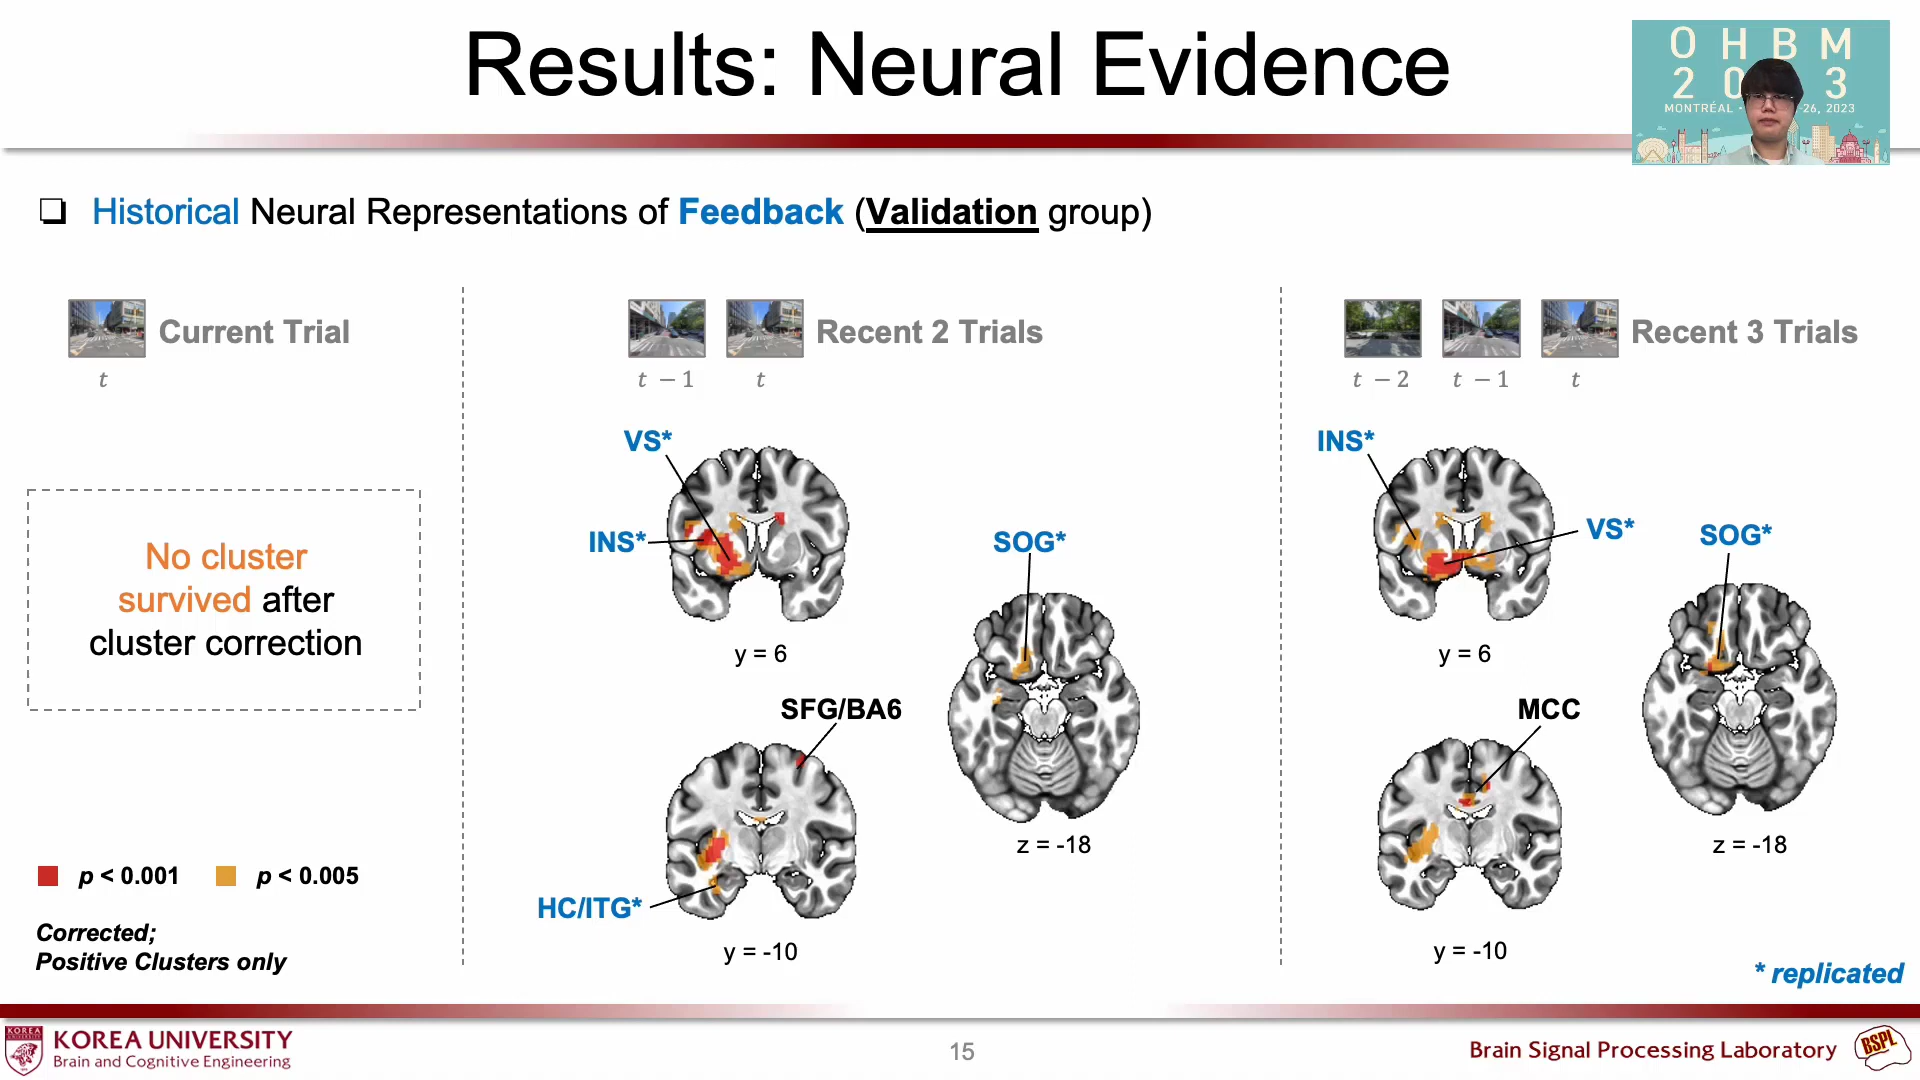 Results: Neural Evidence
O H B M
2 0 3
MONTRÉAL - -26, 2023
❏ Historical Neural Representations of Feedback (Validation group)
Current Trial
t
Recent 2 Trials
t − 1
t
Recent 3 Trials
t − 2
t − 1
t
No cluster
survived after
cluster correction
p < 0.001
p < 0.005
Corrected;
Positive Clusters only
VS*
INS*
y = 6
SOG*
z = -18
SFG/BA6
HC/ITG*
y = -10
INS*
VS*
y = 6
SOG*
z = -18
MCC
y = -10
* replicated
KOREA
KOREA UNIVERSITY
Brain and Cognitive Engineering
15
Brain Signal Processing Laboratory
BSPL